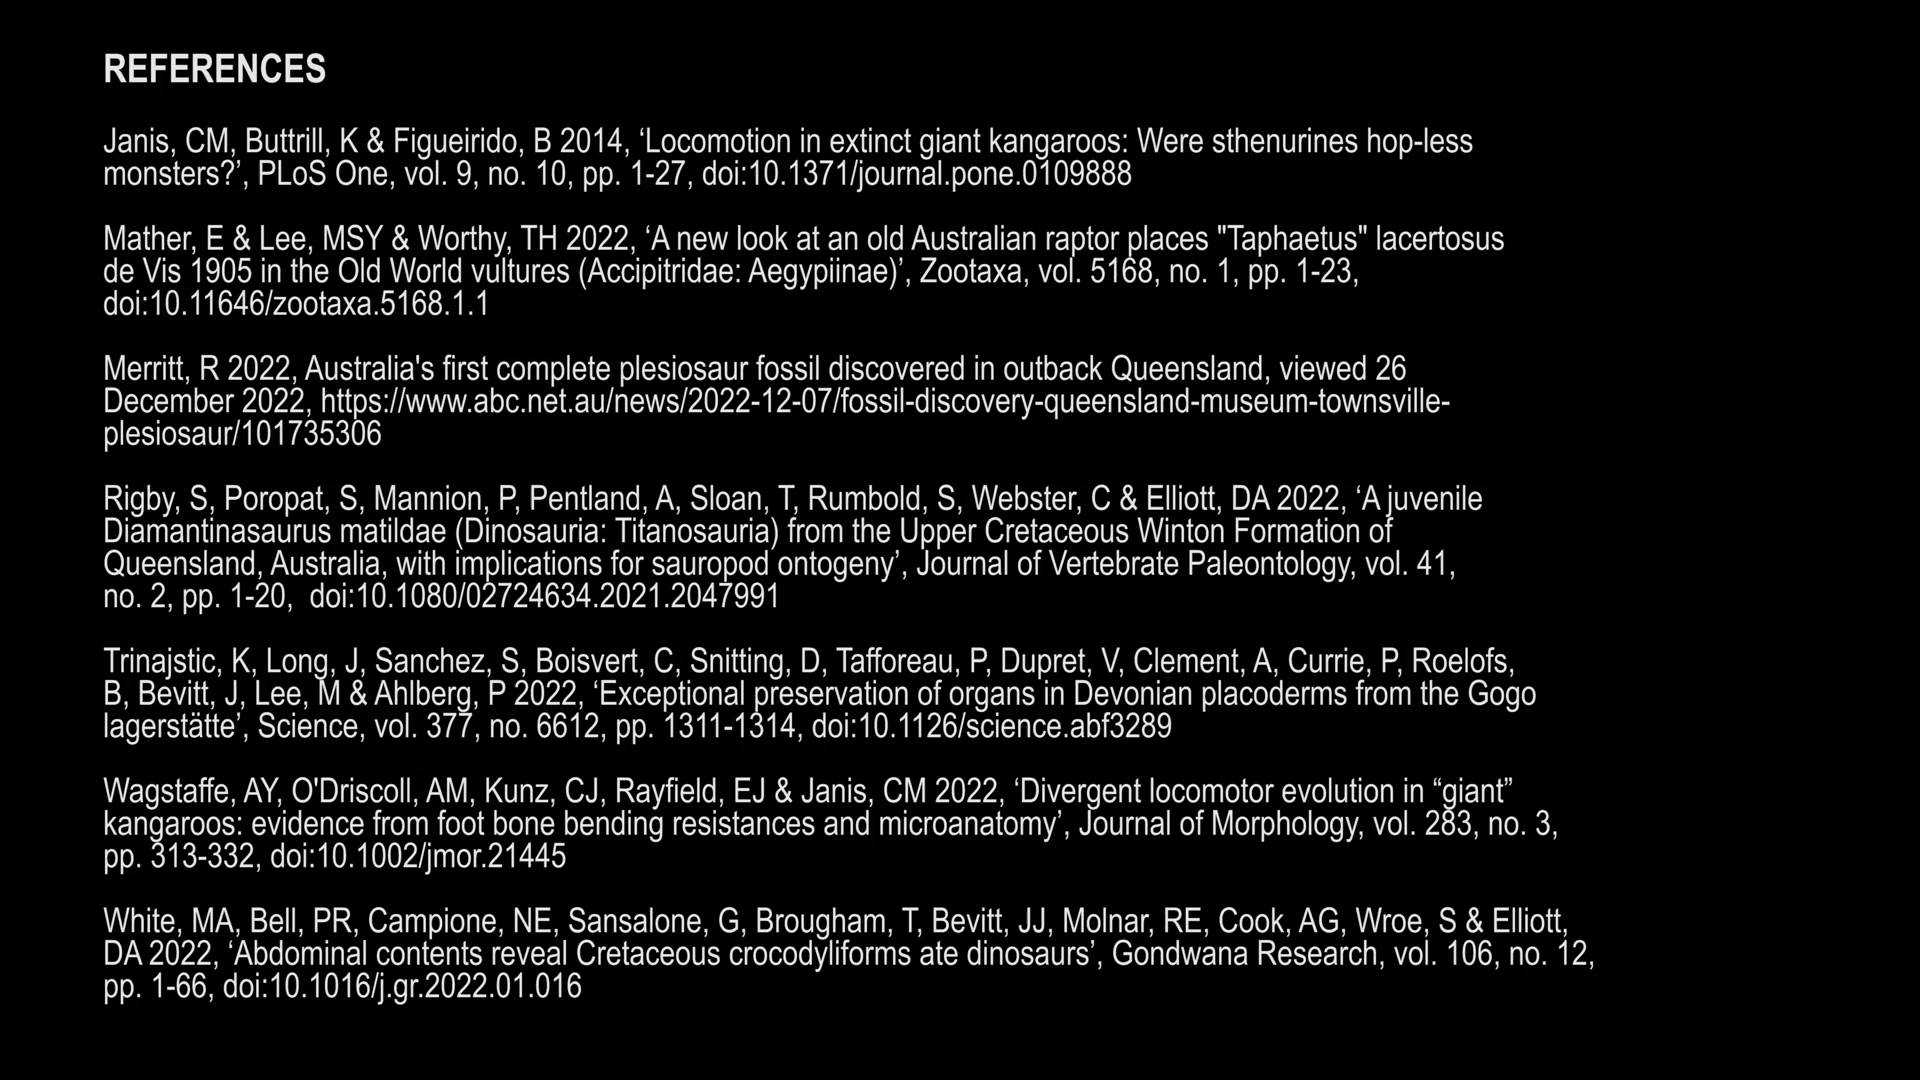 REFERENCES
Janis, CM, Buttrill, K & Figueirido, B 2014, ‘Locomotion in extinct giant kangaroos: Were sthenurines hop-less
monsters?’, PLoS One, vol. 9, no. 10, pp. 1-27, doi:10.1371/journal.pone.0109888
Mather, E & Lee, MSY & Worthy, TH 2022, ‘A new look at an old Australian raptor places "Taphaetus" lacertosus
de Vis 1905 in the Old World vultures (Accipitridae: Aegypiinae)’, Zootaxa, vol. 5168, no. 1, pp. 1-23,
doi:10.11646/zootaxa.5168.1.1
Merritt, R 2022, Australia's first complete plesiosaur fossil discovered in outback Queensland, viewed 26
December 2022, https://www.abc.net.au/news/2022-12-07/fossil-discovery-queensland-museum-townsville-
plesiosaur/101735306
Rigby, S, Poropat, S, Mannion, P, Pentland, A, Sloan, T, Rumbold, S, Webster, C & Elliott, DA 2022, ‘A juvenile
Diamantinasaurus matildae (Dinosauria: Titanosauria) from the Upper Cretaceous Winton Formation of
Queensland, Australia, with implications for sauropod ontogeny’, Journal of Vertebrate Paleontology, vol. 41,
no. 2, pp. 1-20,  doi:10.1080/02724634.2021.2047991
Trinajstic, K, Long, J, Sanchez, S, Boisvert, C, Snitting, D, Tafforeau, P, Dupret, V, Clement, A, Currie, P, Roelofs,
B, Bevitt, J, Lee, M & Ahlberg, P 2022, ‘Exceptional preservation of organs in Devonian placoderms from the Gogo
lagerstätte’, Science, vol. 377, no. 6612, pp. 1311-1314, doi:10.1126/science.abf3289
Wagstaffe, AY, O'Driscoll, AM, Kunz, CJ, Rayfield, EJ & Janis, CM 2022, ‘Divergent locomotor evolution in “giant”
kangaroos: evidence from foot bone bending resistances and microanatomy’, Journal of Morphology, vol. 283, no. 3,
pp. 313-332, doi:10.1002/jmor.21445
White, MA, Bell, PR, Campione, NE, Sansalone, G, Brougham, T, Bevitt, JJ, Molnar, RE, Cook, AG, Wroe, S & Elliott,
DA 2022, ‘Abdominal contents reveal Cretaceous crocodyliforms ate dinosaurs’, Gondwana Research, vol. 106, no. 12,
pp. 1-66, doi:10.1016/j.gr.2022.01.016